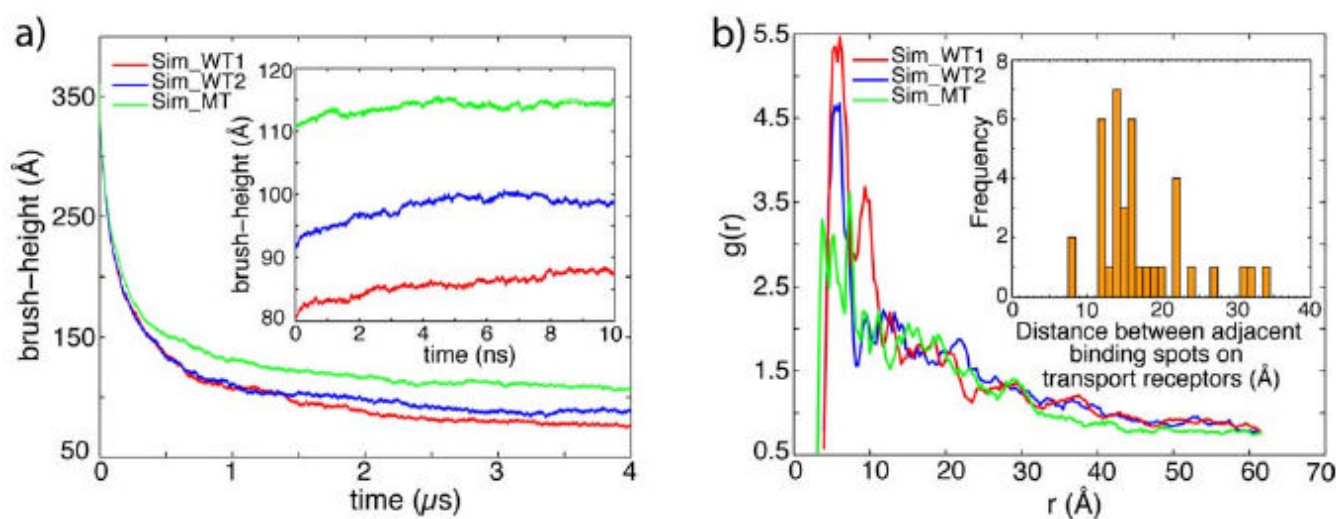 a)
Sim_WT1
Sim_WT2
Sim_MT
brush-height (Å)
350
250
150
50
0
1
2
3
4
time (µs)
brush-height (Å)
120
110
100
90
80
0
2
4
6
8
10
time (ns)
b)
Sim_WT1
Sim_WT2
Sim_MT
g(r)
5.5
4.5
3.5
2.5
1.5
0.5
0
10
20
30
40
50
60
70
r (Å)
Frequency
8
6
4
2
0
0
10
20
30
40
Distance between adjacent
binding spots on
transport receptors (Å)